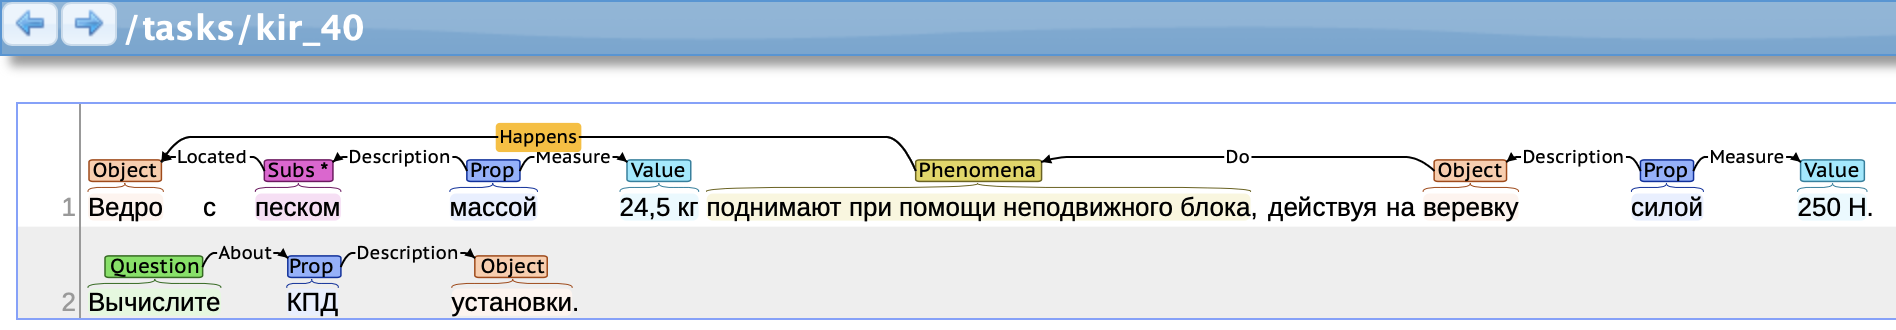 /tasks/kir_40
Happens
Located Description Measure Do Description Measure
Object Subs * Prop Value Phenomena Object Prop Value
1 Ведро с песком массой 24,5 кг поднимают при помощи неподвижного блока, действуя на веревку силой 250 Н.
About Description
Question Prop Object
2 Вычислите КПД установки.